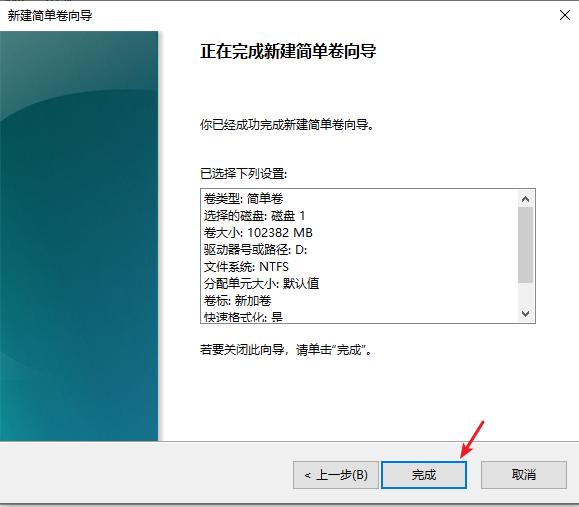 新建简单卷向导
正在完成新建简单卷向导
你已经成功完成新建简单卷向导。
已选择下列设置:
卷类型: 简单卷
选择的磁盘: 磁盘 1
卷大小: 102382 MB
驱动器号或路径: D:
文件系统: NTFS
分配单元大小: 默认值
卷标: 新加卷
快速格式化: 是
若要关闭此向导，请单击“完成”。
< 上一步(B)
完成
取消